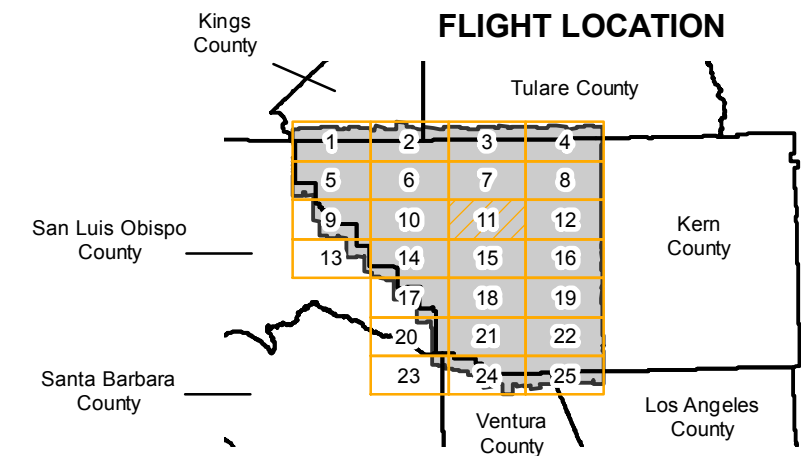 FLIGHT LOCATION
Kings
County
Tulare County
1 2 3 4
5 6 7 8
9 10 11 12
San Luis Obispo
County
Kern
County
13 14 15 16
17 18 19
20 21 22
23 24 25
Santa Barbara
County
Ventura
County
Los Angeles
County